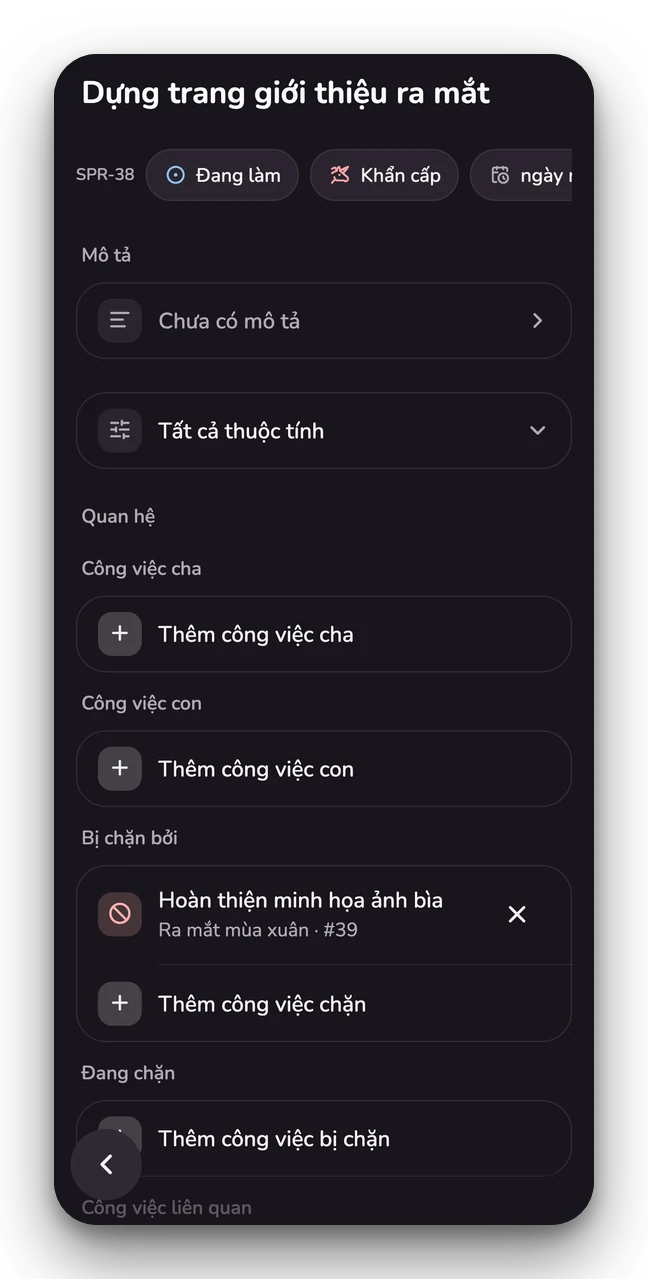 Dựng trang giới thiệu ra mắt
SPR-38 Đang làm Khẩn cấp ngày
Mô tả
Chưa có mô tả
Tất cả thuộc tính
Quan hệ
Công việc cha
Thêm công việc cha
Công việc con
Thêm công việc con
Bị chặn bởi
Hoàn thiện minh họa ảnh bìa
Ra mắt mùa xuân · #39
Thêm công việc chặn
Đang chặn
Thêm công việc bị chặn
Công việc liên quan